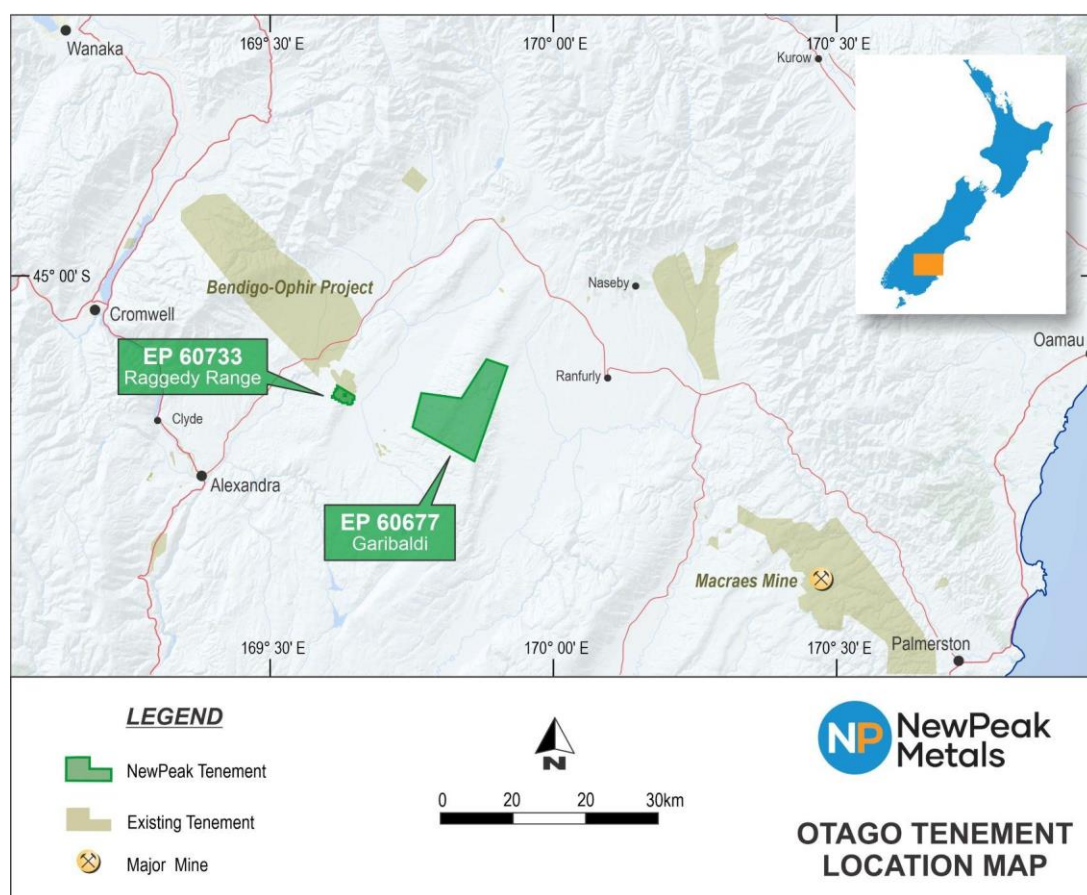 169° 30' E
170° 00' E
170° 30' E
Wanaka
Kurow
45° 00' S
Bendigo-Ophir Project
Naseby
Cromwell
Oamau
EP 60733
Raggedy Range
Ranfurly
Clyde
Alexandra
EP 60677
Garibaldi
Macraes Mine
169° 30' E
170° 00' E
170° 30' E
Palmerston
LEGEND
NewPeak Tenement
Existing Tenement
Major Mine
N
0 20 20 30km
NP NewPeak
Metals
OTAGO TENEMENT
LOCATION MAP